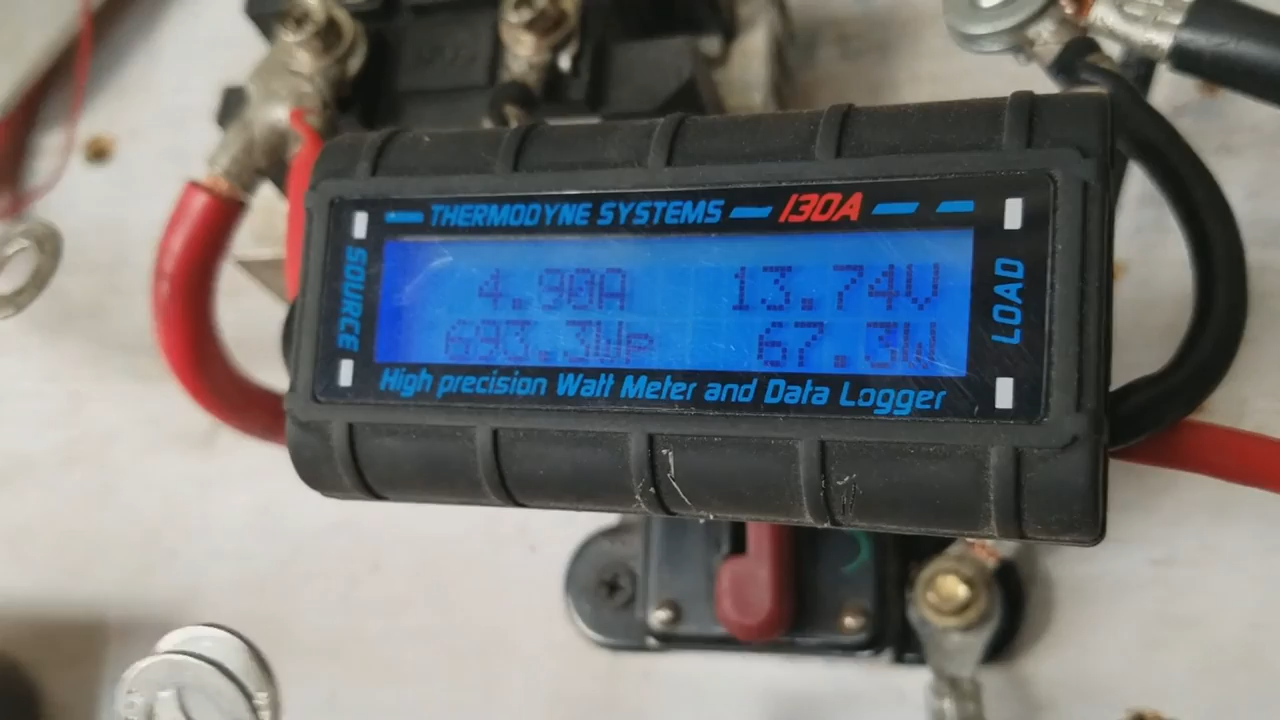 THERMODYNE SYSTEMS 130A
SOURCE
4.90A 13.74V
693.3Wp 67.3W
LOAD
High precision Watt Meter and Data Logger